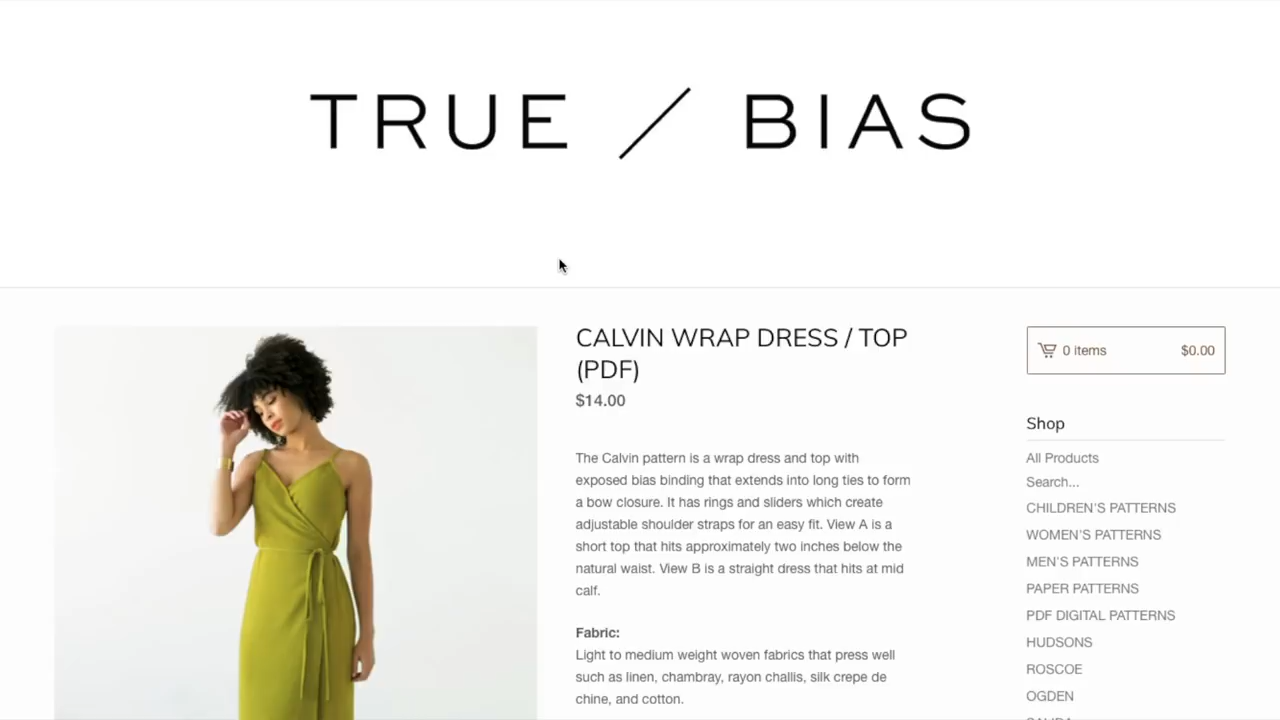 TRUE / BIAS
CALVIN WRAP DRESS / TOP
(PDF)
$14.00
The Calvin pattern is a wrap dress and top with
exposed bias binding that extends into long ties to form
a bow closure. It has rings and sliders which create
adjustable shoulder straps for an easy fit. View A is a
short top that hits approximately two inches below the
natural waist. View B is a straight dress that hits at mid
calf.
Fabric:
Light to medium weight woven fabrics that press well
such as linen, chambray, rayon challis, silk crepe de
chine, and cotton.
0 items $0.00
Shop
All Products
Search...
CHILDREN'S PATTERNS
WOMEN'S PATTERNS
MEN'S PATTERNS
PAPER PATTERNS
PDF DIGITAL PATTERNS
HUDSONS
ROSCOE
OGDEN